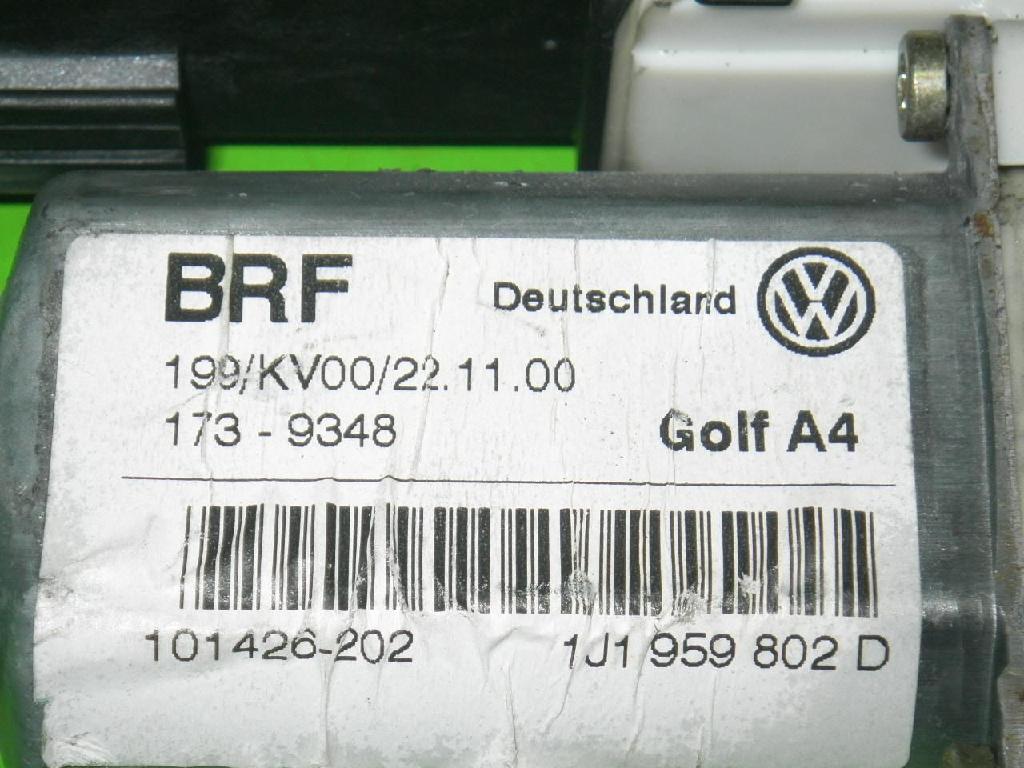 BRF Deutschland
199/KV00/22.11.00
173 - 9348 Golf A4
101426-202 1J1 959 802 D